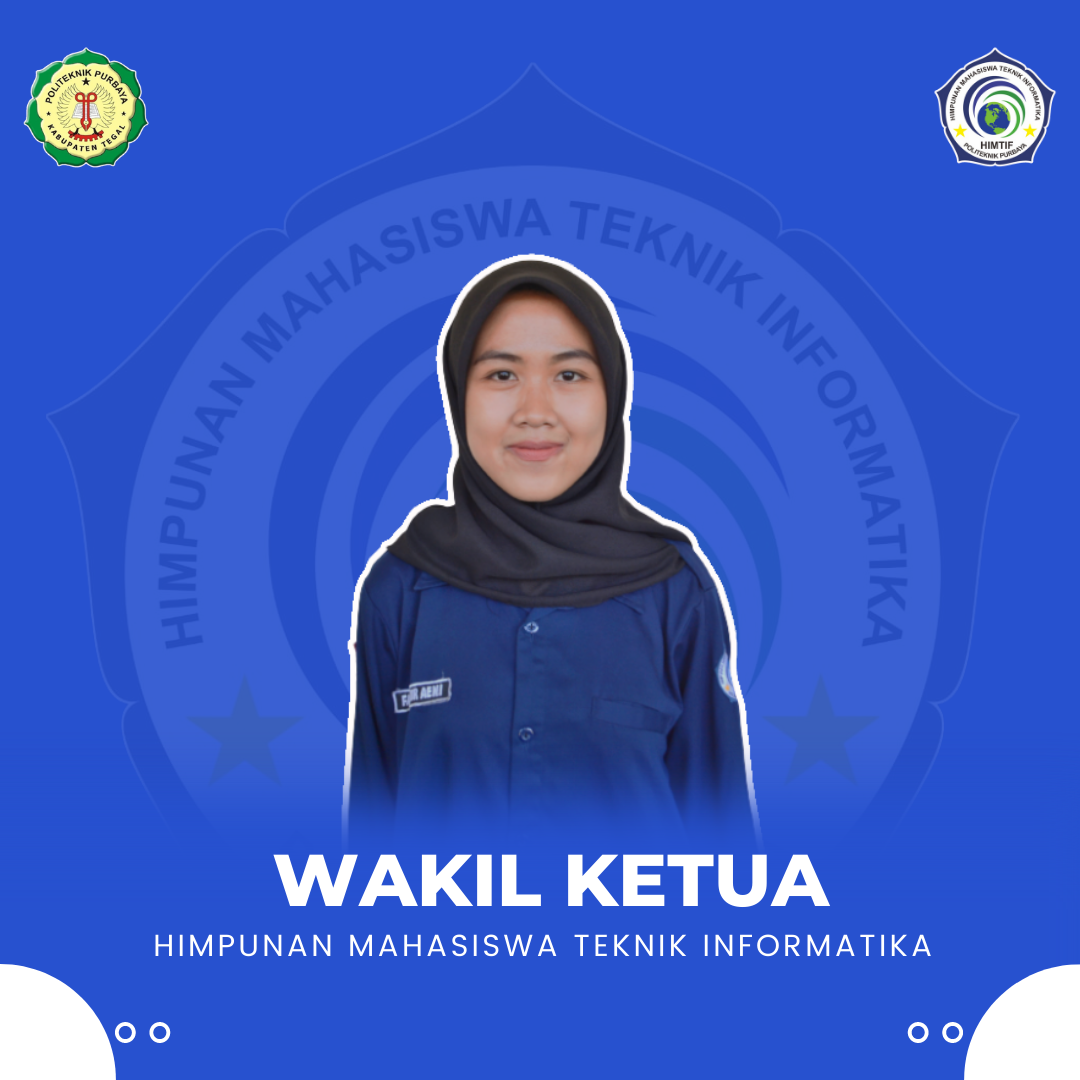 POLITEKNIK PURBAYA
KABUPATEN TEGAL
HIMPUNAN MAHASISWA TEKNIK INFORMATIKA
HIMTIF
POLITEKNIK PURBAYA
HIMPUNAN MAHASISWA TEKNIK INFORMATIKA
AENI
WAKIL KETUA
HIMPUNAN MAHASISWA TEKNIK INFORMATIKA